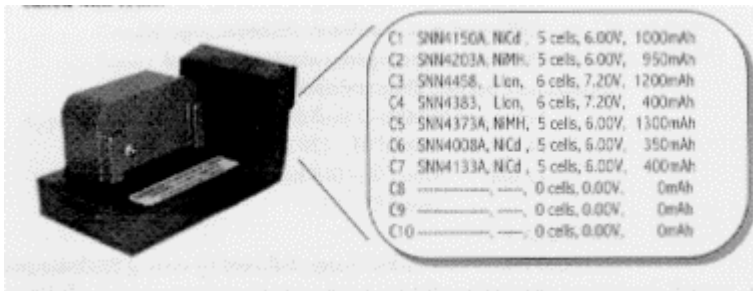 C1 SNN4150A, NiCd, 5 cells, 6.00V, 1000mAh
C2 SNN4203A, NiMH, 5 cells, 6.00V, 950mAh
C3 SNN4458, LIon, 6 cells, 7.20V, 1200mAh
C4 SNN4383, LIon, 6 cells, 7.20V, 400mAh
C5 SNN4373A, NiMH, 5 cells, 6.00V, 1300mAh
C6 SNN4008A, NiCd, 5 cells, 6.00V, 350mAh
C7 SNN4133A, NiCd, 5 cells, 6.00V, 400mAh
C8 -------------, ----, 0 cells, 0.00V, 0mAh
C9 -------------, ----, 0 cells, 0.00V, 0mAh
C10 -------------, ----, 0 cells, 0.00V, 0mAh